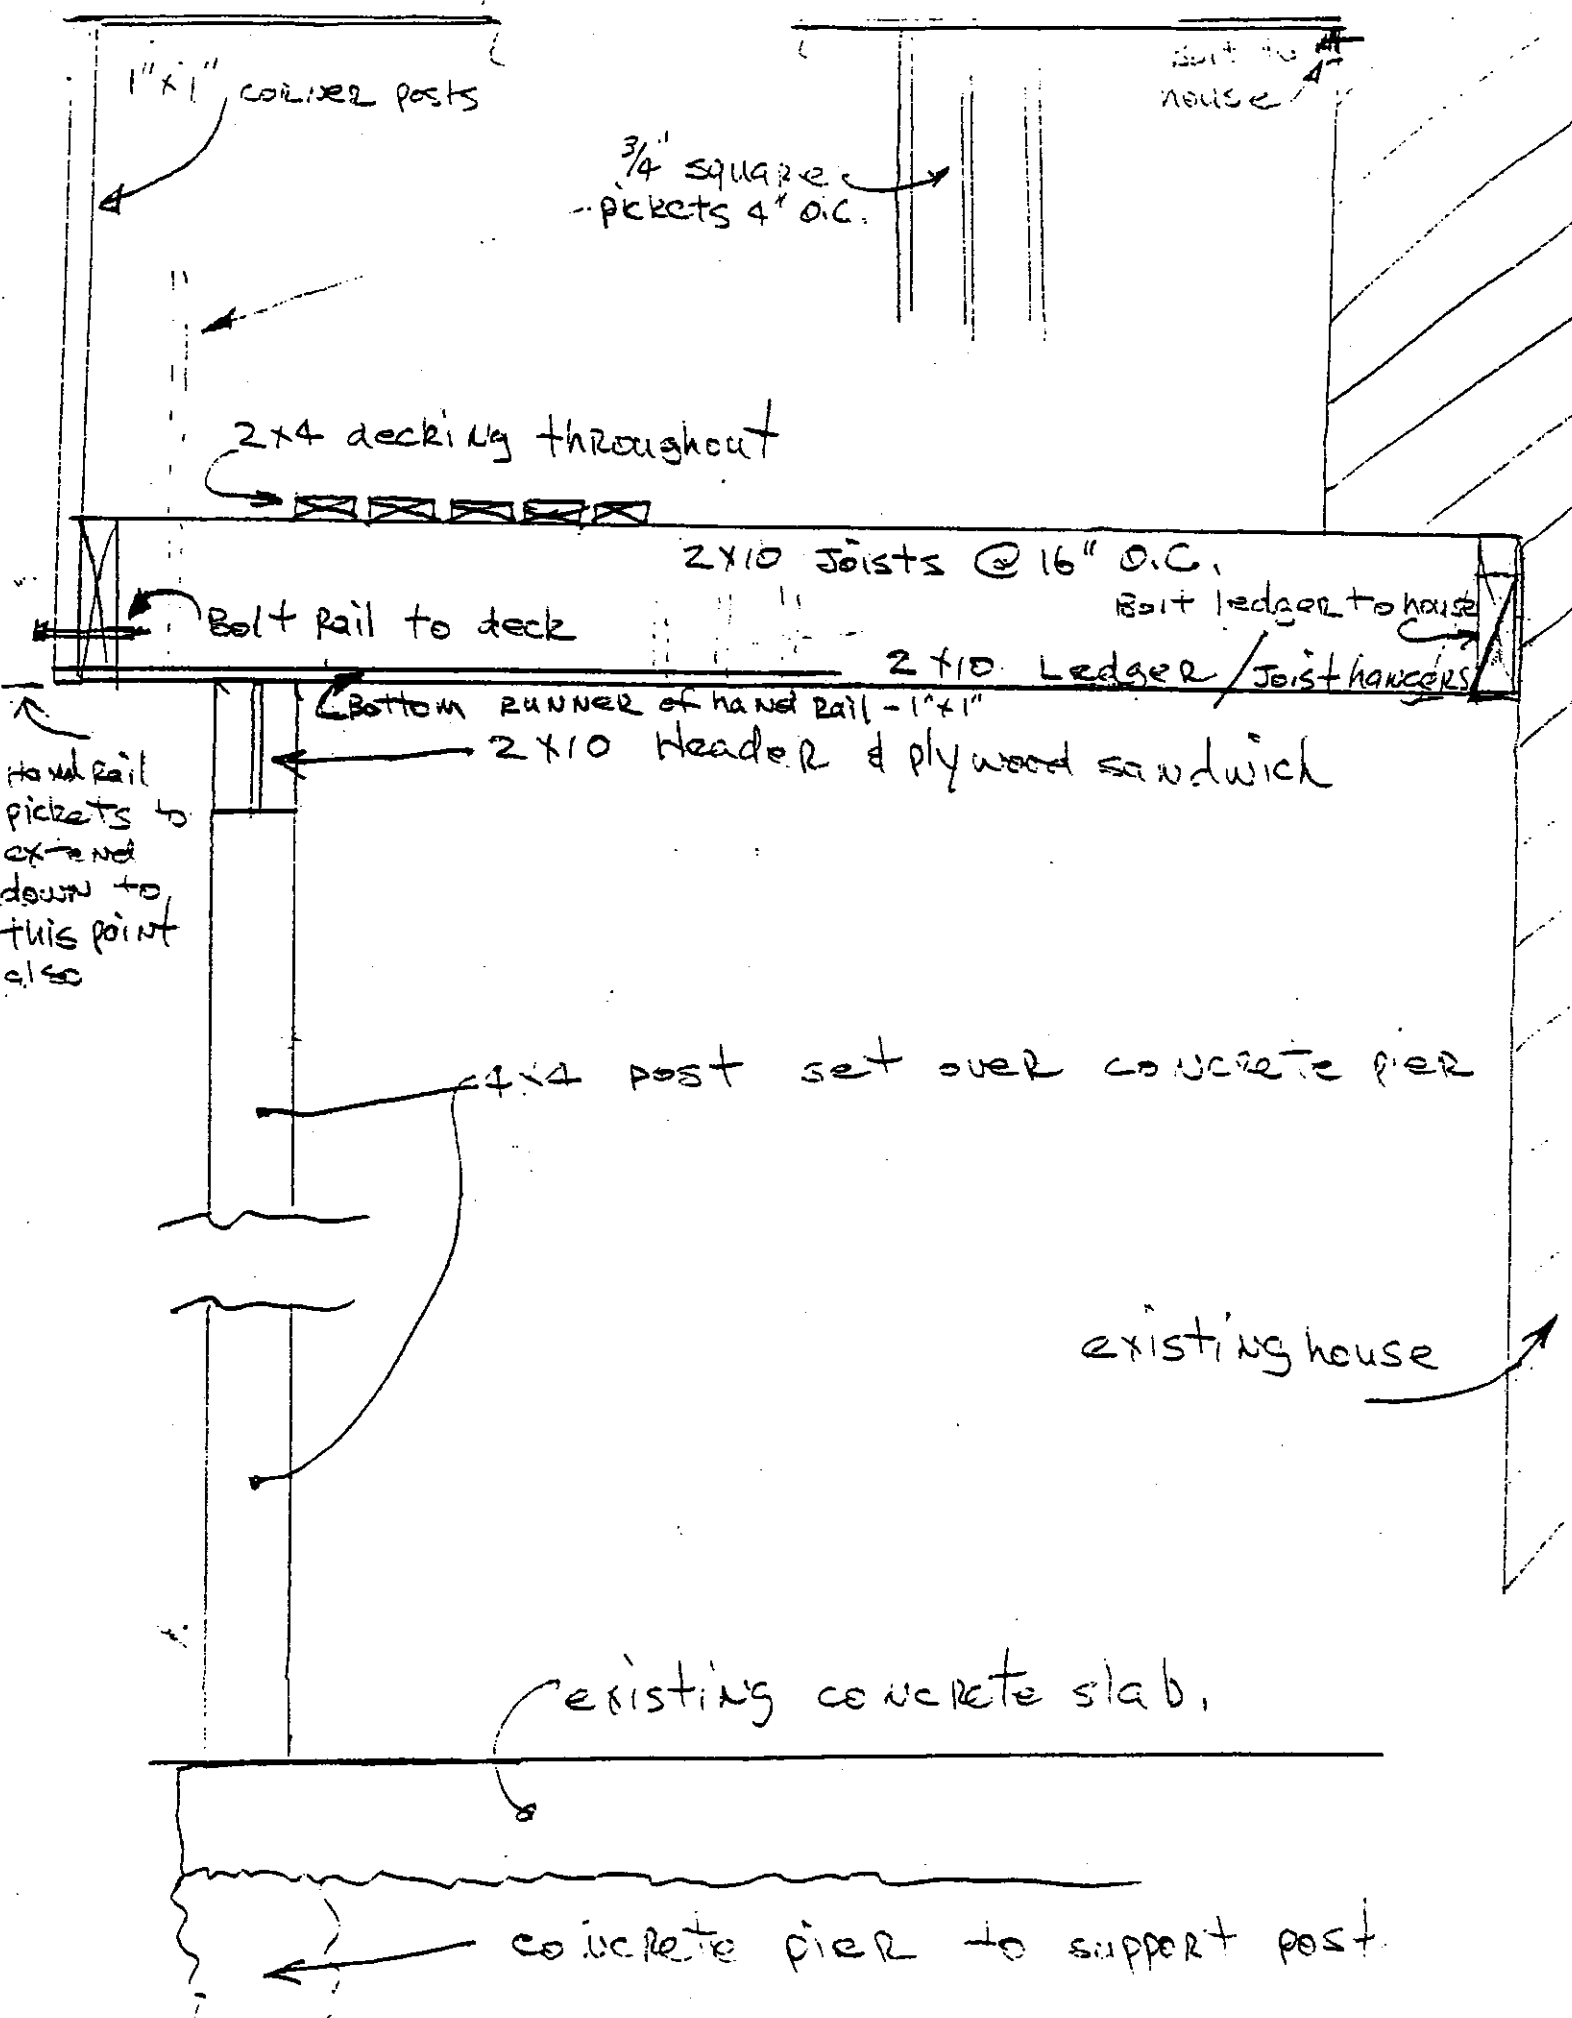 1"x1" corner posts
Bolt to
house
3/4" square
pickets 4" O.C.
2x4 decking throughout
2x10 Joists @ 16" O.C.
Bolt ledger to house
Bolt Rail to deck
2x10 Ledger / Joist hangers
Bottom runner of hand Rail - 1"x1"
2x10 Header & plywood sandwich
Hand Rail
pickets to
extend
down to
this point
also
4x4 post set over concrete pier
existing house
existing concrete slab.
concrete pier to support post